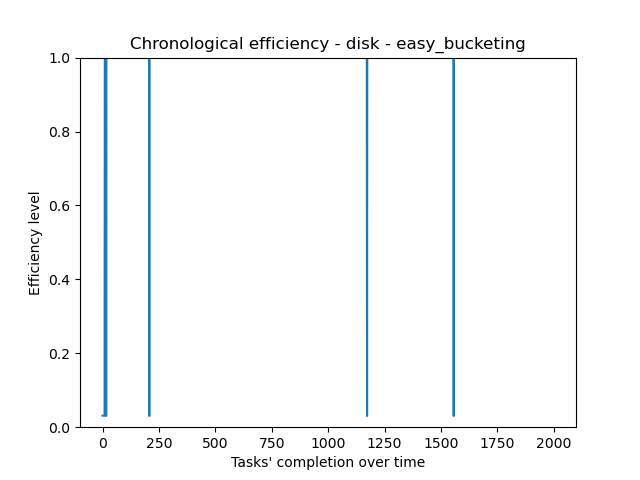 Chronological efficiency - disk - easy_bucketing
1.0
0.8
0.6
0.4
0.2
0.0
Efficiency level
0 250 500 750 1000 1250 1500 1750 2000
Tasks' completion over time